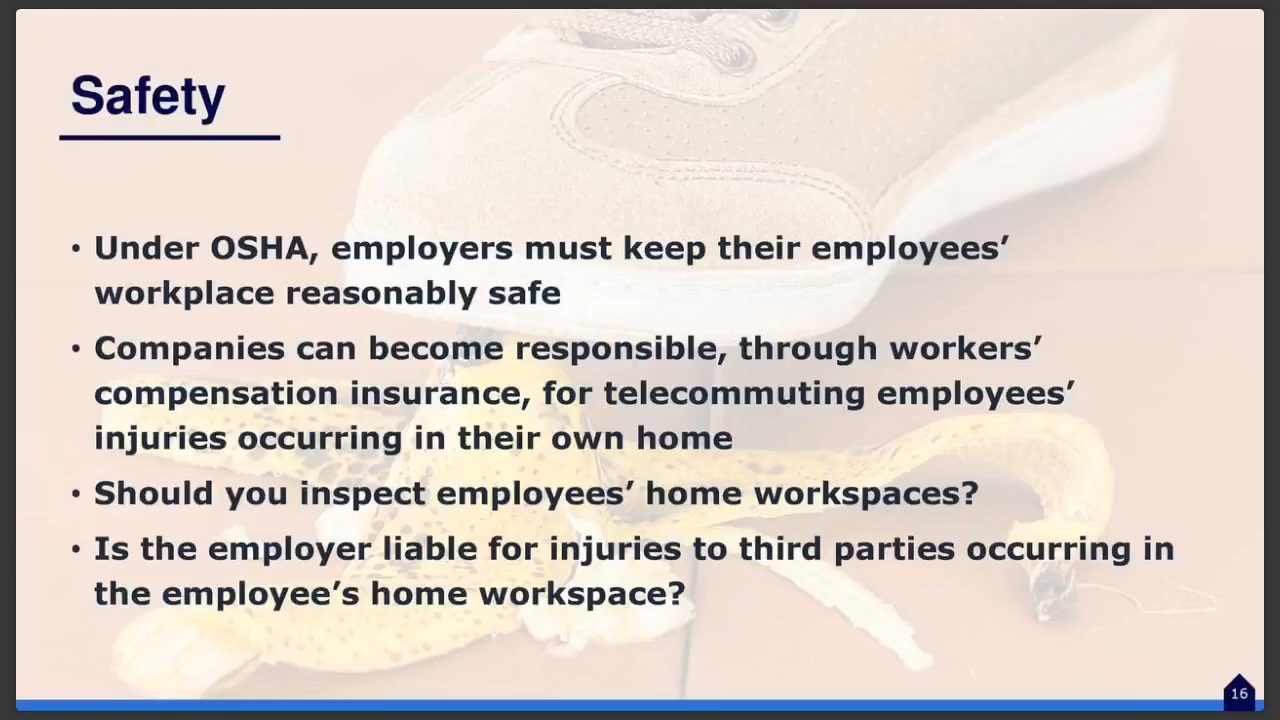 Safety
• Under OSHA, employers must keep their employees’
workplace reasonably safe
• Companies can become responsible, through workers’
compensation insurance, for telecommuting employees’
injuries occurring in their own home
• Should you inspect employees’ home workspaces?
• Is the employer liable for injuries to third parties occurring in
the employee’s home workspace?
16